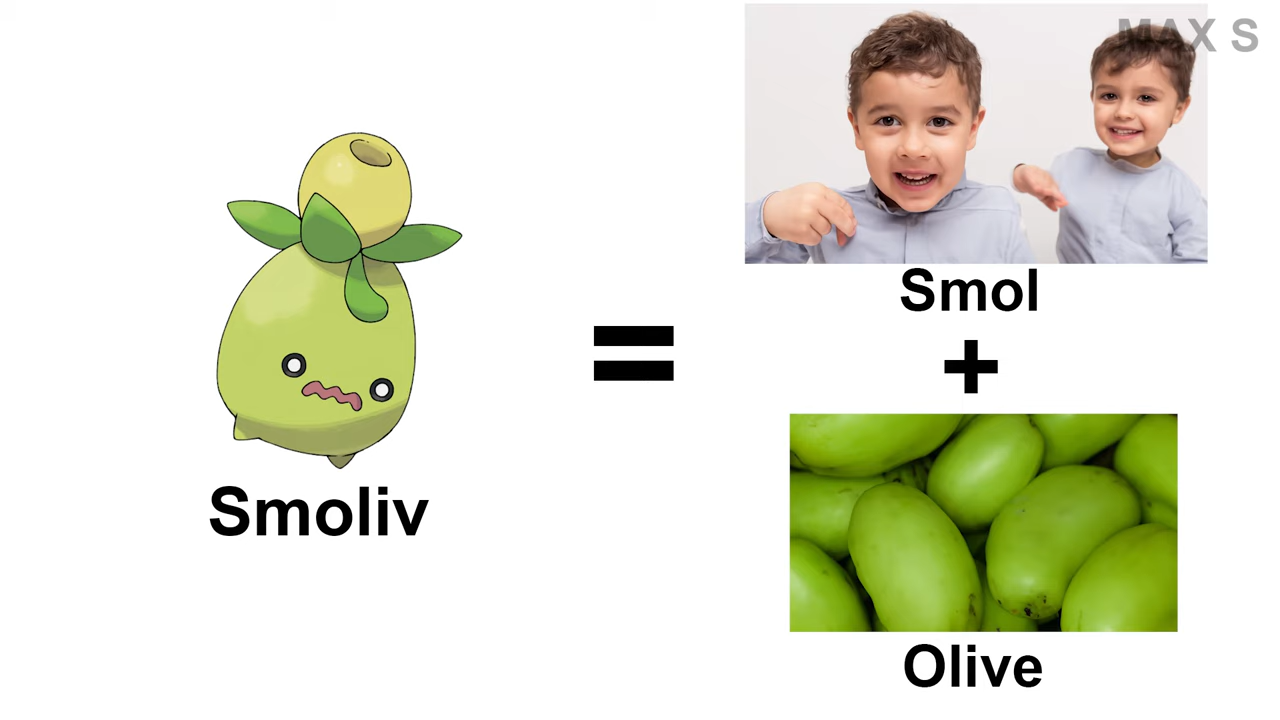 MAX S
Smol
+
=
Smoliv
Olive